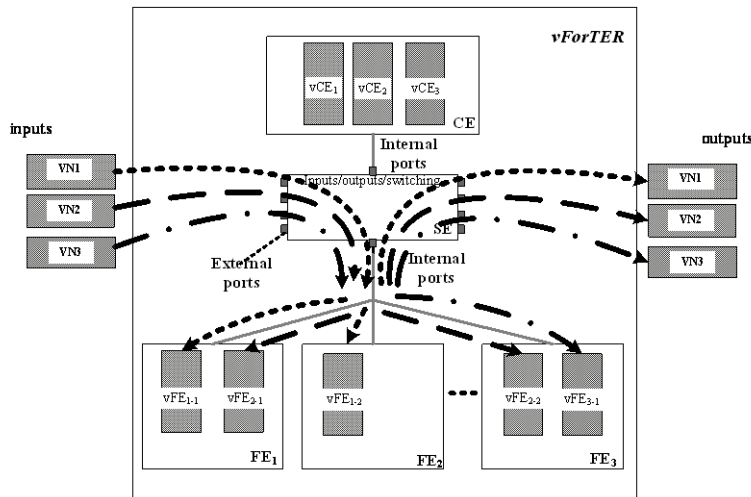 vForTER
vCE1
vCE2
vCE3
CE
inputs
outputs
Internal
ports
VN1
VN2
VN3
Inputs/outputs/switching
SE
VN1
VN2
VN3
External
ports
Internal
ports
vFE1-1
vFE2-1
FE1
vFE1-2
FE2
vFE2-2
vFE3-1
FE3